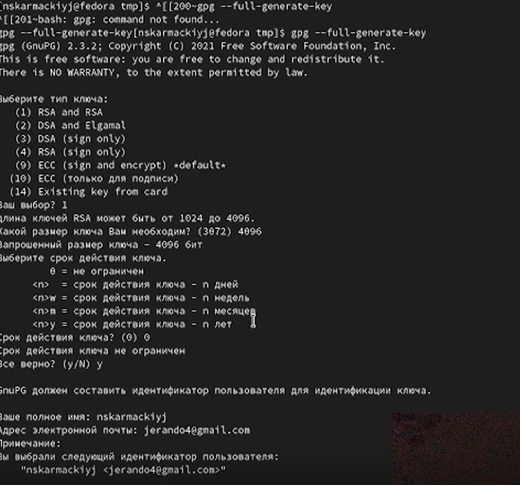 [nskarmackiyj@fedora tmp]$ ^[[200~gpg --full-generate-key
^[[201~bash: gpg: command not found...
gpg --full-generate-key[nskarmackiyj@fedora tmp]$ gpg --full-generate-key
gpg (GnuPG) 2.3.2; Copyright (C) 2021 Free Software Foundation, Inc.
This is free software: you are free to change and redistribute it.
There is NO WARRANTY, to the extent permitted by law.
Выберите тип ключа:
(1) RSA and RSA
(2) DSA and Elgamal
(3) DSA (sign only)
(4) RSA (sign only)
(9) ECC (sign and encrypt) *default*
(10) ECC (только для подписи)
(14) Existing key from card
Ваш выбор? 1
длина ключей RSA может быть от 1024 до 4096.
Какой размер ключа Вам необходим? (3072) 4096
Запрошенный размер ключа - 4096 бит
Выберите срок действия ключа.
0 = не ограничен
<n> = срок действия ключа - n дней
<n>w = срок действия ключа - n недель
<n>m = срок действия ключа - n месяцев
<n>y = срок действия ключа - n лет
Срок действия ключа? (0) 0
Срок действия ключа не ограничен
Все верно? (y/N) y
GnuPG должен составить идентификатор пользователя для идентификации ключа.
Ваше полное имя: nskarmackiyj
Адрес электронной почты: jerando4@gmail.com
Примечание:
Вы выбрали следующий идентификатор пользователя:
"nskarmackiyj <jerando4@gmail.com>"